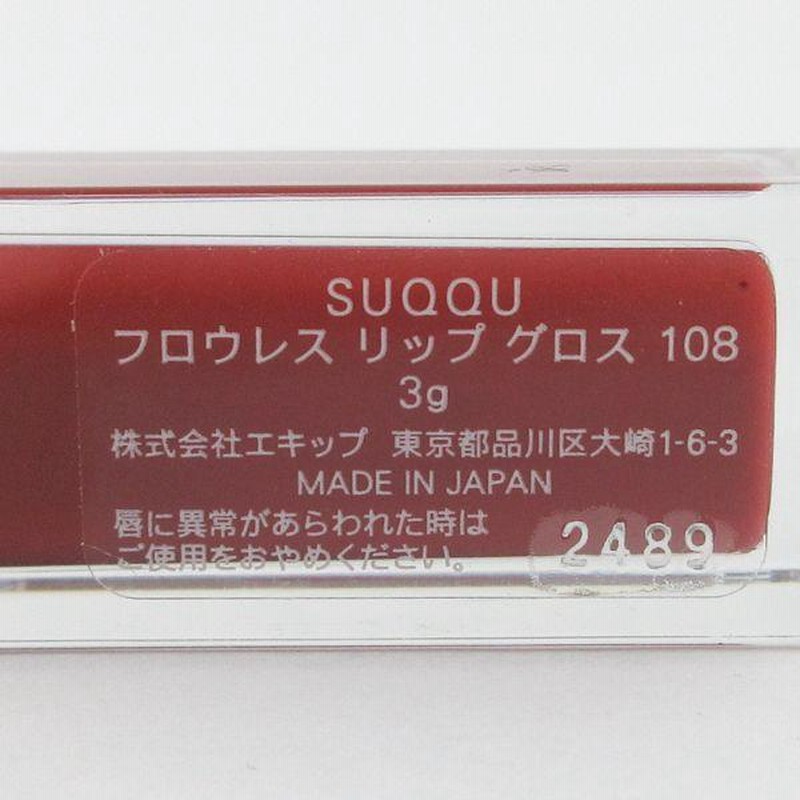 SUQQU
フロウレス リップ グロス 108
3g
株式会社エキップ 東京都品川区大崎1-6-3
MADE IN JAPAN
唇に異常があらわれた時は
ご使用をおやめください。
2489